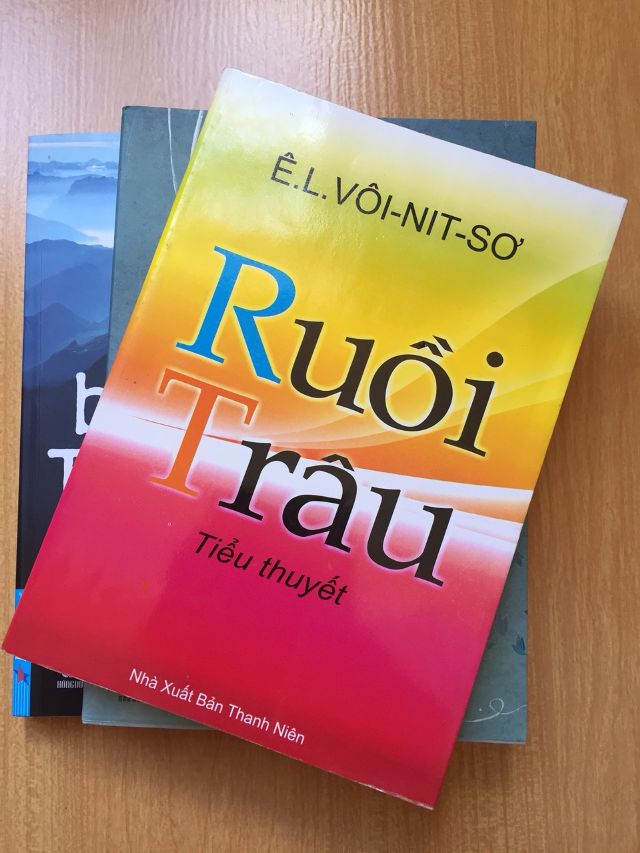 Ê.L.VÔI-NIT-SƠ
Ruồi
Trâu
Tiểu thuyết
Nhà Xuất Bản Thanh Niên